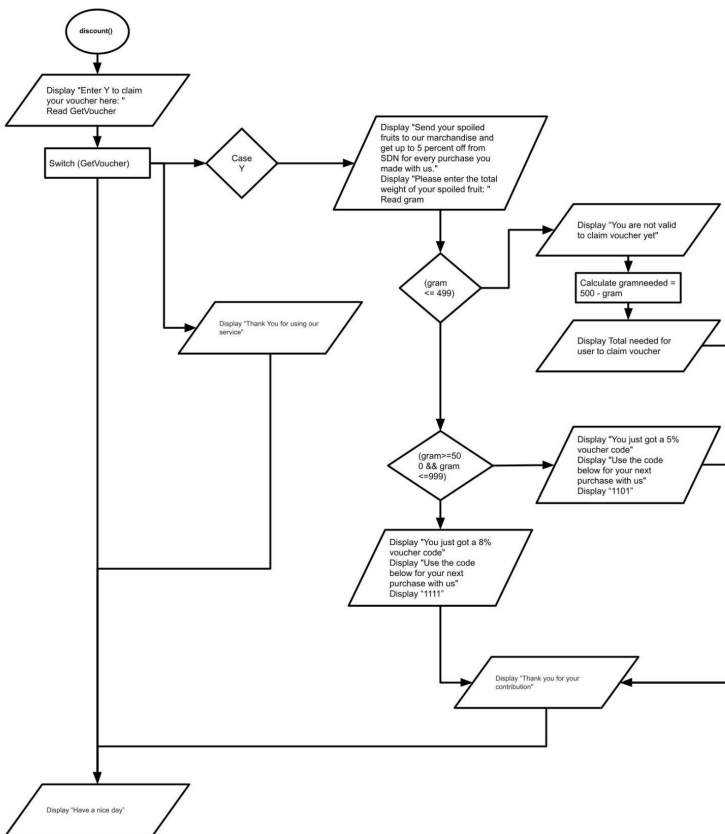 discount()
Display "Enter Y to claim
your voucher here: "
Read GetVoucher
Switch (GetVoucher)
Case
Y
Display "Send your spoiled
fruits to our marchandise and
get up to 5 percent off from
SDN for every purchase you
made with us."
Display "Please enter the total
weight of your spoiled fruit: "
Read gram
(gram
<= 499)
Display "You are not valid
to claim voucher yet"
Calculate gramneeded =
500 - gram
Display Total needed for
user to claim voucher
Display "Thank You for using our
service"
(gram>=50
0 && gram
<=999)
Display "You just got a 5%
voucher code"
Display "Use the code
below for your next
purchase with us"
Display "1101"
Display "You just got a 8%
voucher code"
Display "Use the code
below for your next
purchase with us"
Display "1111"
Display "Thank you for your
contribution"
Display "Have a nice day"